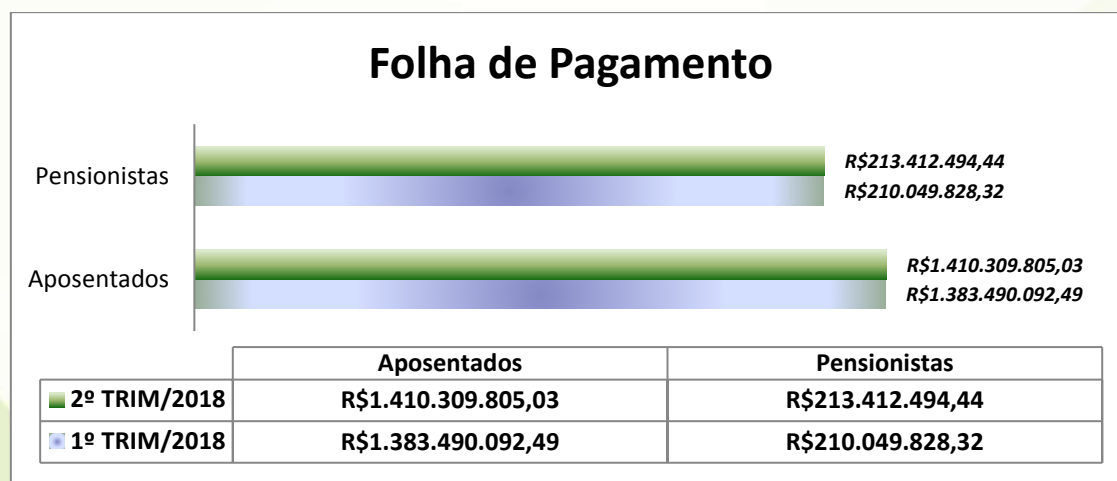 Folha de Pagamento
Pensionistas
R$213.412.494,44
R$210.049.828,32
Aposentados
R$1.410.309.805,03
R$1.383.490.092,49
Aposentados Pensionistas
2º TRIM/2018 R$1.410.309.805,03 R$213.412.494,44
1º TRIM/2018 R$1.383.490.092,49 R$210.049.828,32